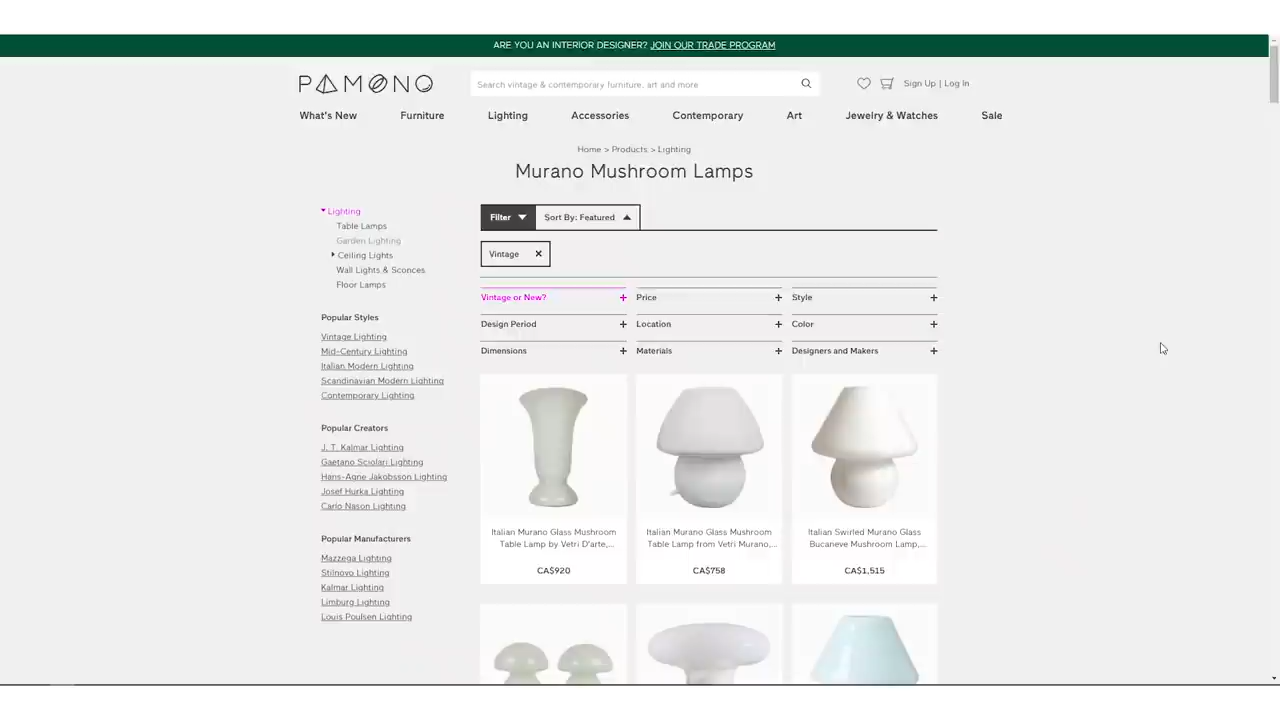 ARE YOU AN INTERIOR DESIGNER? JOIN OUR TRADE PROGRAM
PAMONO
Search vintage & contemporary furniture, art and more
Sign Up | Log In
What's New
Furniture
Lighting
Accessories
Contemporary
Art
Jewelry & Watches
Sale
Home > Products > Lighting
Murano Mushroom Lamps
Lighting
Table Lamps
Garden Lighting
Ceiling Lights
Wall Lights & Sconces
Floor Lamps
Popular Styles
Vintage Lighting
Mid-Century Lighting
Italian Modern Lighting
Scandinavian Modern Lighting
Contemporary Lighting
Popular Creators
J. T. Kalmar Lighting
Gaetano Sciolari Lighting
Hans-Agne Jakobsson Lighting
Josef Hurka Lighting
Carlo Nason Lighting
Popular Manufacturers
Mazzega Lighting
Stilnovo Lighting
Kalmar Lighting
Limburg Lighting
Louis Poulsen Lighting
Filter
Sort By: Featured
Vintage
Vintage or New? +
Price +
Style +
Design Period +
Location +
Color +
Dimensions +
Materials +
Designers and Makers +
Italian Murano Glass Mushroom
Table Lamp by Vetri D'arte,...
CA$920
Italian Murano Glass Mushroom
Table Lamp from Vetri Murano,...
CA$758
Italian Swirled Murano Glass
Bucaneve Mushroom Lamp,...
CA$1,515